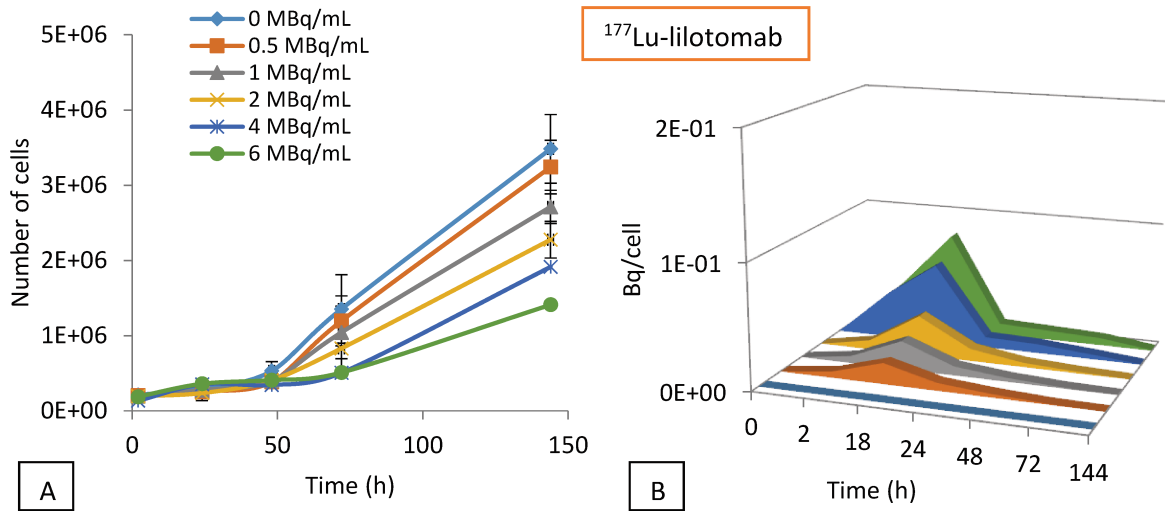 5E+06
4E+06
3E+06
2E+06
1E+06
0E+00
Number of cells
0 MBq/mL
0.5 MBq/mL
1 MBq/mL
2 MBq/mL
4 MBq/mL
6 MBq/mL
0 50 100 150
Time (h)
A
¹⁷⁷Lu-lilotomab
2E-01
1E-01
0E+00
Bq/cell
0 2 18 24 48 72 144
Time (h)
B